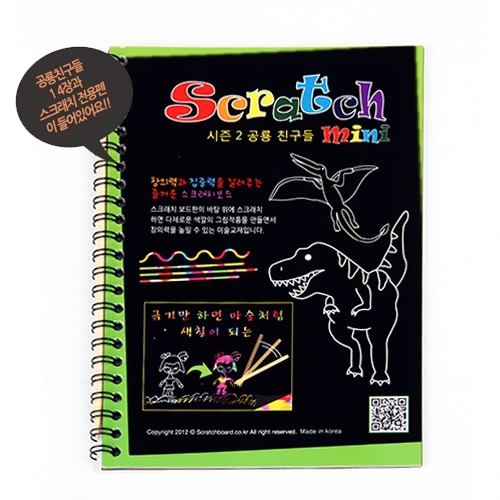 공룡친구들
14장과
스크래치 전용펜
이 들어있어요!!
Scratch
시즌 2 공룡 친구들 mini
창의력과 집중력을 길러주는
즐거운 스크래치보드
스크래치 보드판의 바탕 위에 스크래치
하면 다채로운 색깔의 그림작품을 만들면서
창의력을 높일 수 있는 미술교재입니다.
긁기만 하면 마술처럼
색칠이 되는
Copyright 2012 © Scratchboard.co.kr All right reserved. Made in korea